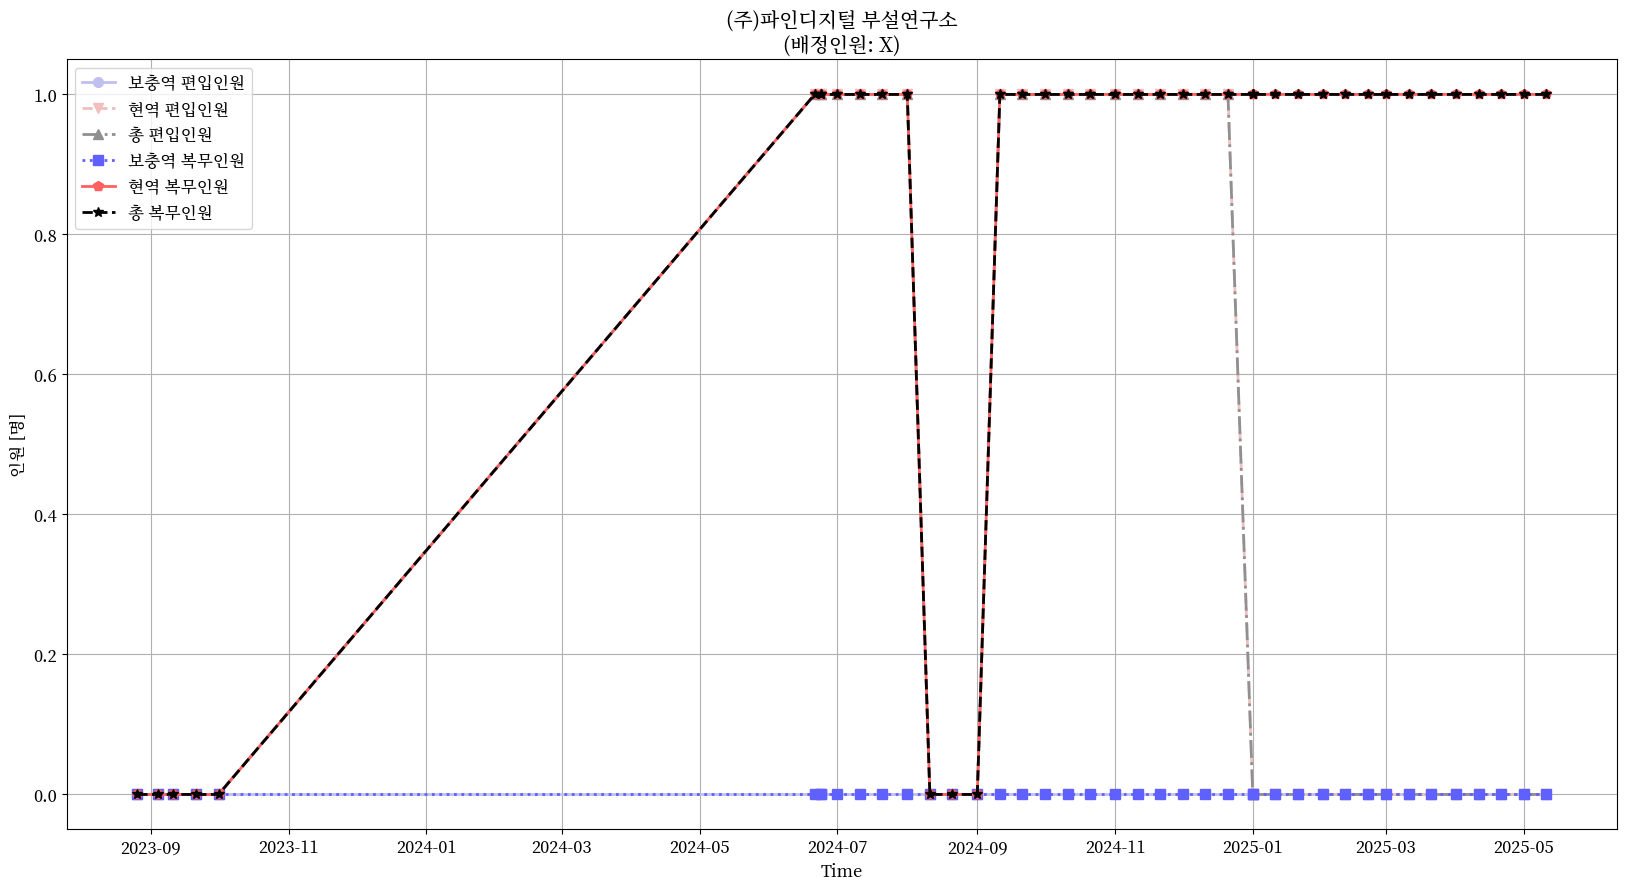 (주)파인디지털 부설연구소
(배정인원: X)
보충역 편입인원
현역 편입인원
총 편입인원
보충역 복무인원
현역 복무인원
총 복무인원
인원 [명]
1.0
0.8
0.6
0.4
0.2
0.0
2023-09
2023-11
2024-01
2024-03
2024-05
2024-07
2024-09
2024-11
2025-01
2025-03
2025-05
Time